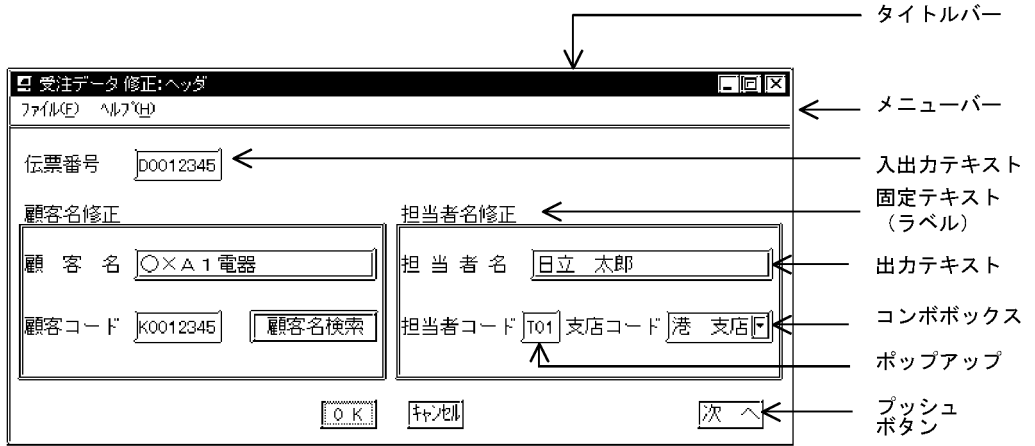 タイトルバー
受注データ 修正:ヘッダ
ファイル(F) ヘルプ(H)
メニューバー
伝票番号 D0012345
入出力テキスト
顧客名修正
担当者名修正
固定テキスト
(ラベル)
顧 客 名 ○×A1電器
担 当 者 名 日立 太郎
出力テキスト
顧客コード K0012345 顧客名検索
担当者コード T01 支店コード 港 支店
コンボボックス
ポップアップ
OK キャンセル 次 へ
プッシュ
ボタン